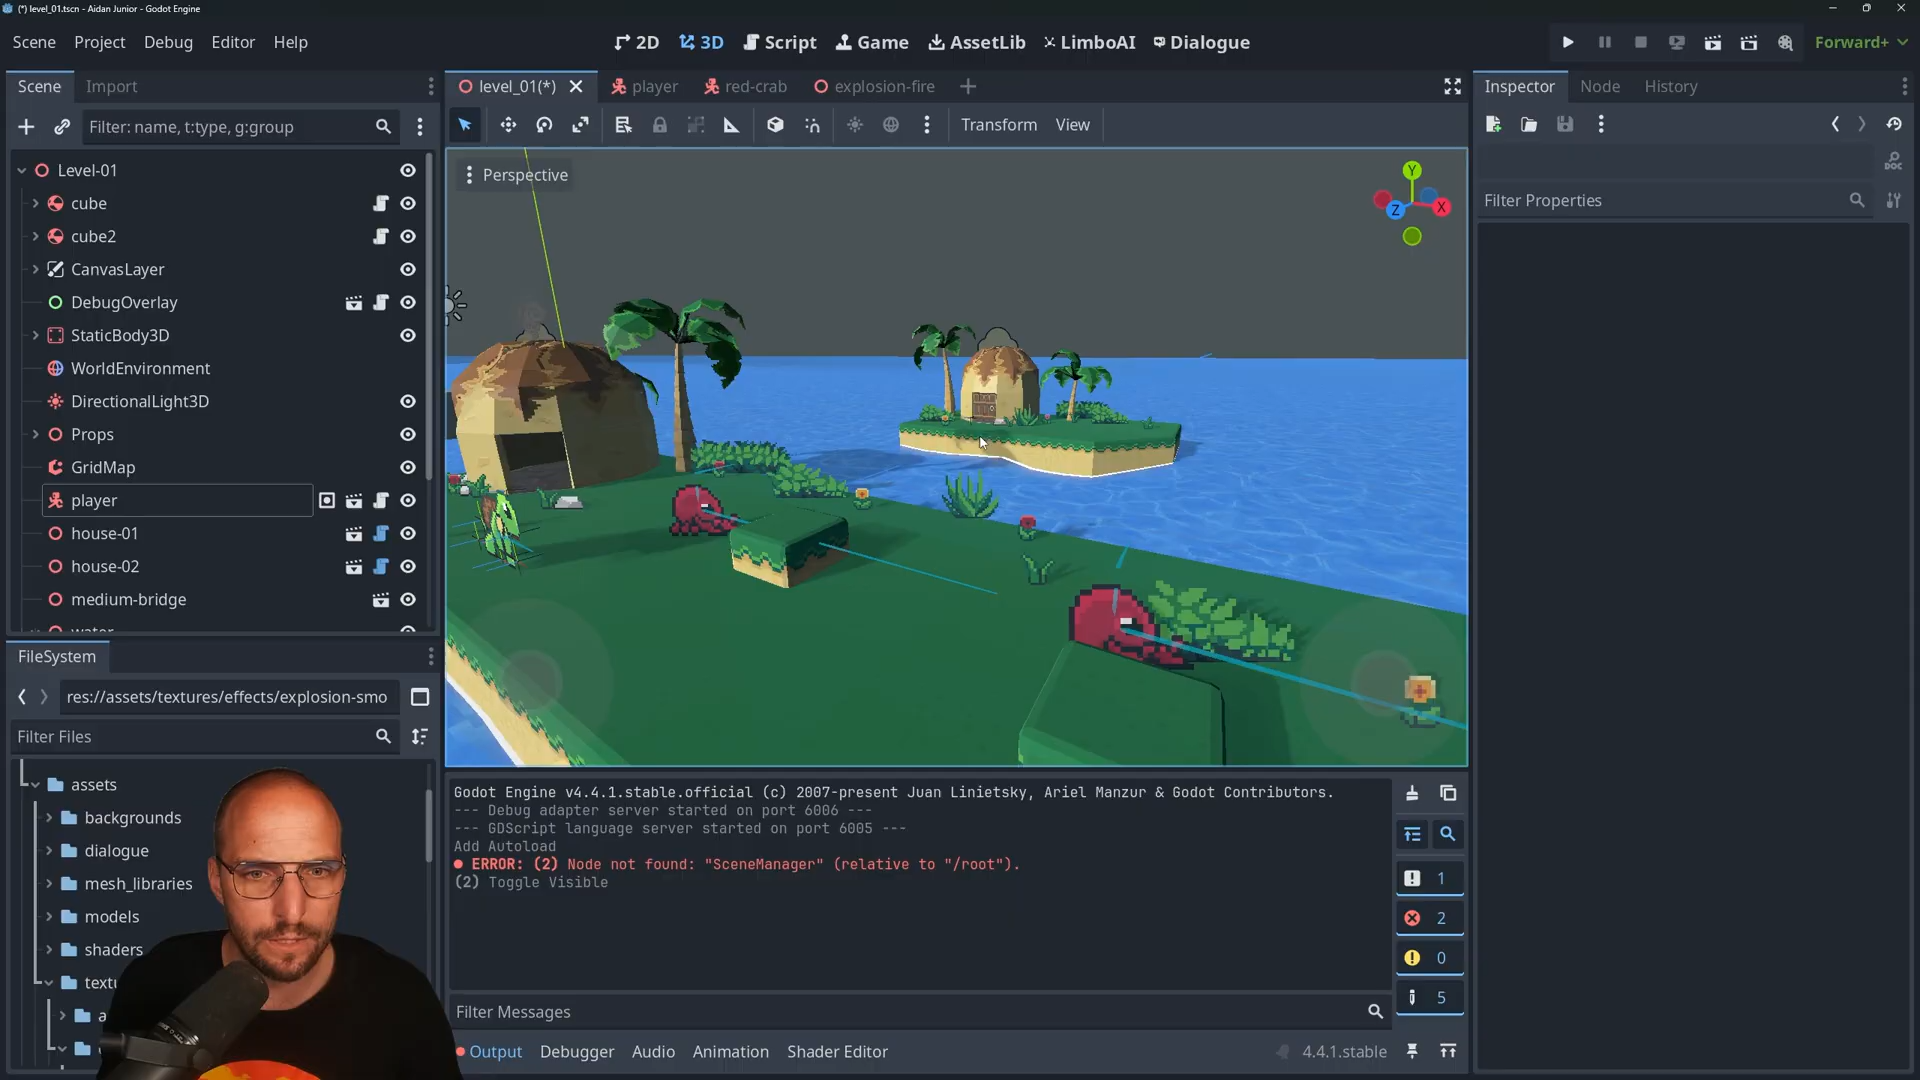 (*) level_01.tscn - Aidan Junior - Godot Engine
Scene Project Debug Editor Help
2D 3D Script Game AssetLib LimboAI Dialogue
Forward+
Scene Import
level_01(*) player red-crab explosion-fire
Inspector Node History
Filter: name, t:type, g:group
Transform View
Level-01
Perspective
Y
X
Z
DOC
Filter Properties
cube
cube2
CanvasLayer
DebugOverlay
StaticBody3D
WorldEnvironment
DirectionalLight3D
Props
GridMap
player
house-01
house-02
medium-bridge
water
FileSystem
res://assets/textures/effects/explosion-smo
Filter Files
assets
backgrounds
dialogue
mesh_libraries
models
shaders
textu
a
Godot Engine v4.4.1.stable.official (c) 2007-present Juan Linietsky, Ariel Manzur & Godot Contributors.
--- Debug adapter server started on port 6006 ---
--- GDScript language server started on port 6005 ---
Add Autoload
ERROR: (2) Node not found: "SceneManager" (relative to "/root").
(2) Toggle Visible
1
2
0
5
Filter Messages
Output Debugger Audio Animation Shader Editor
4.4.1.stable